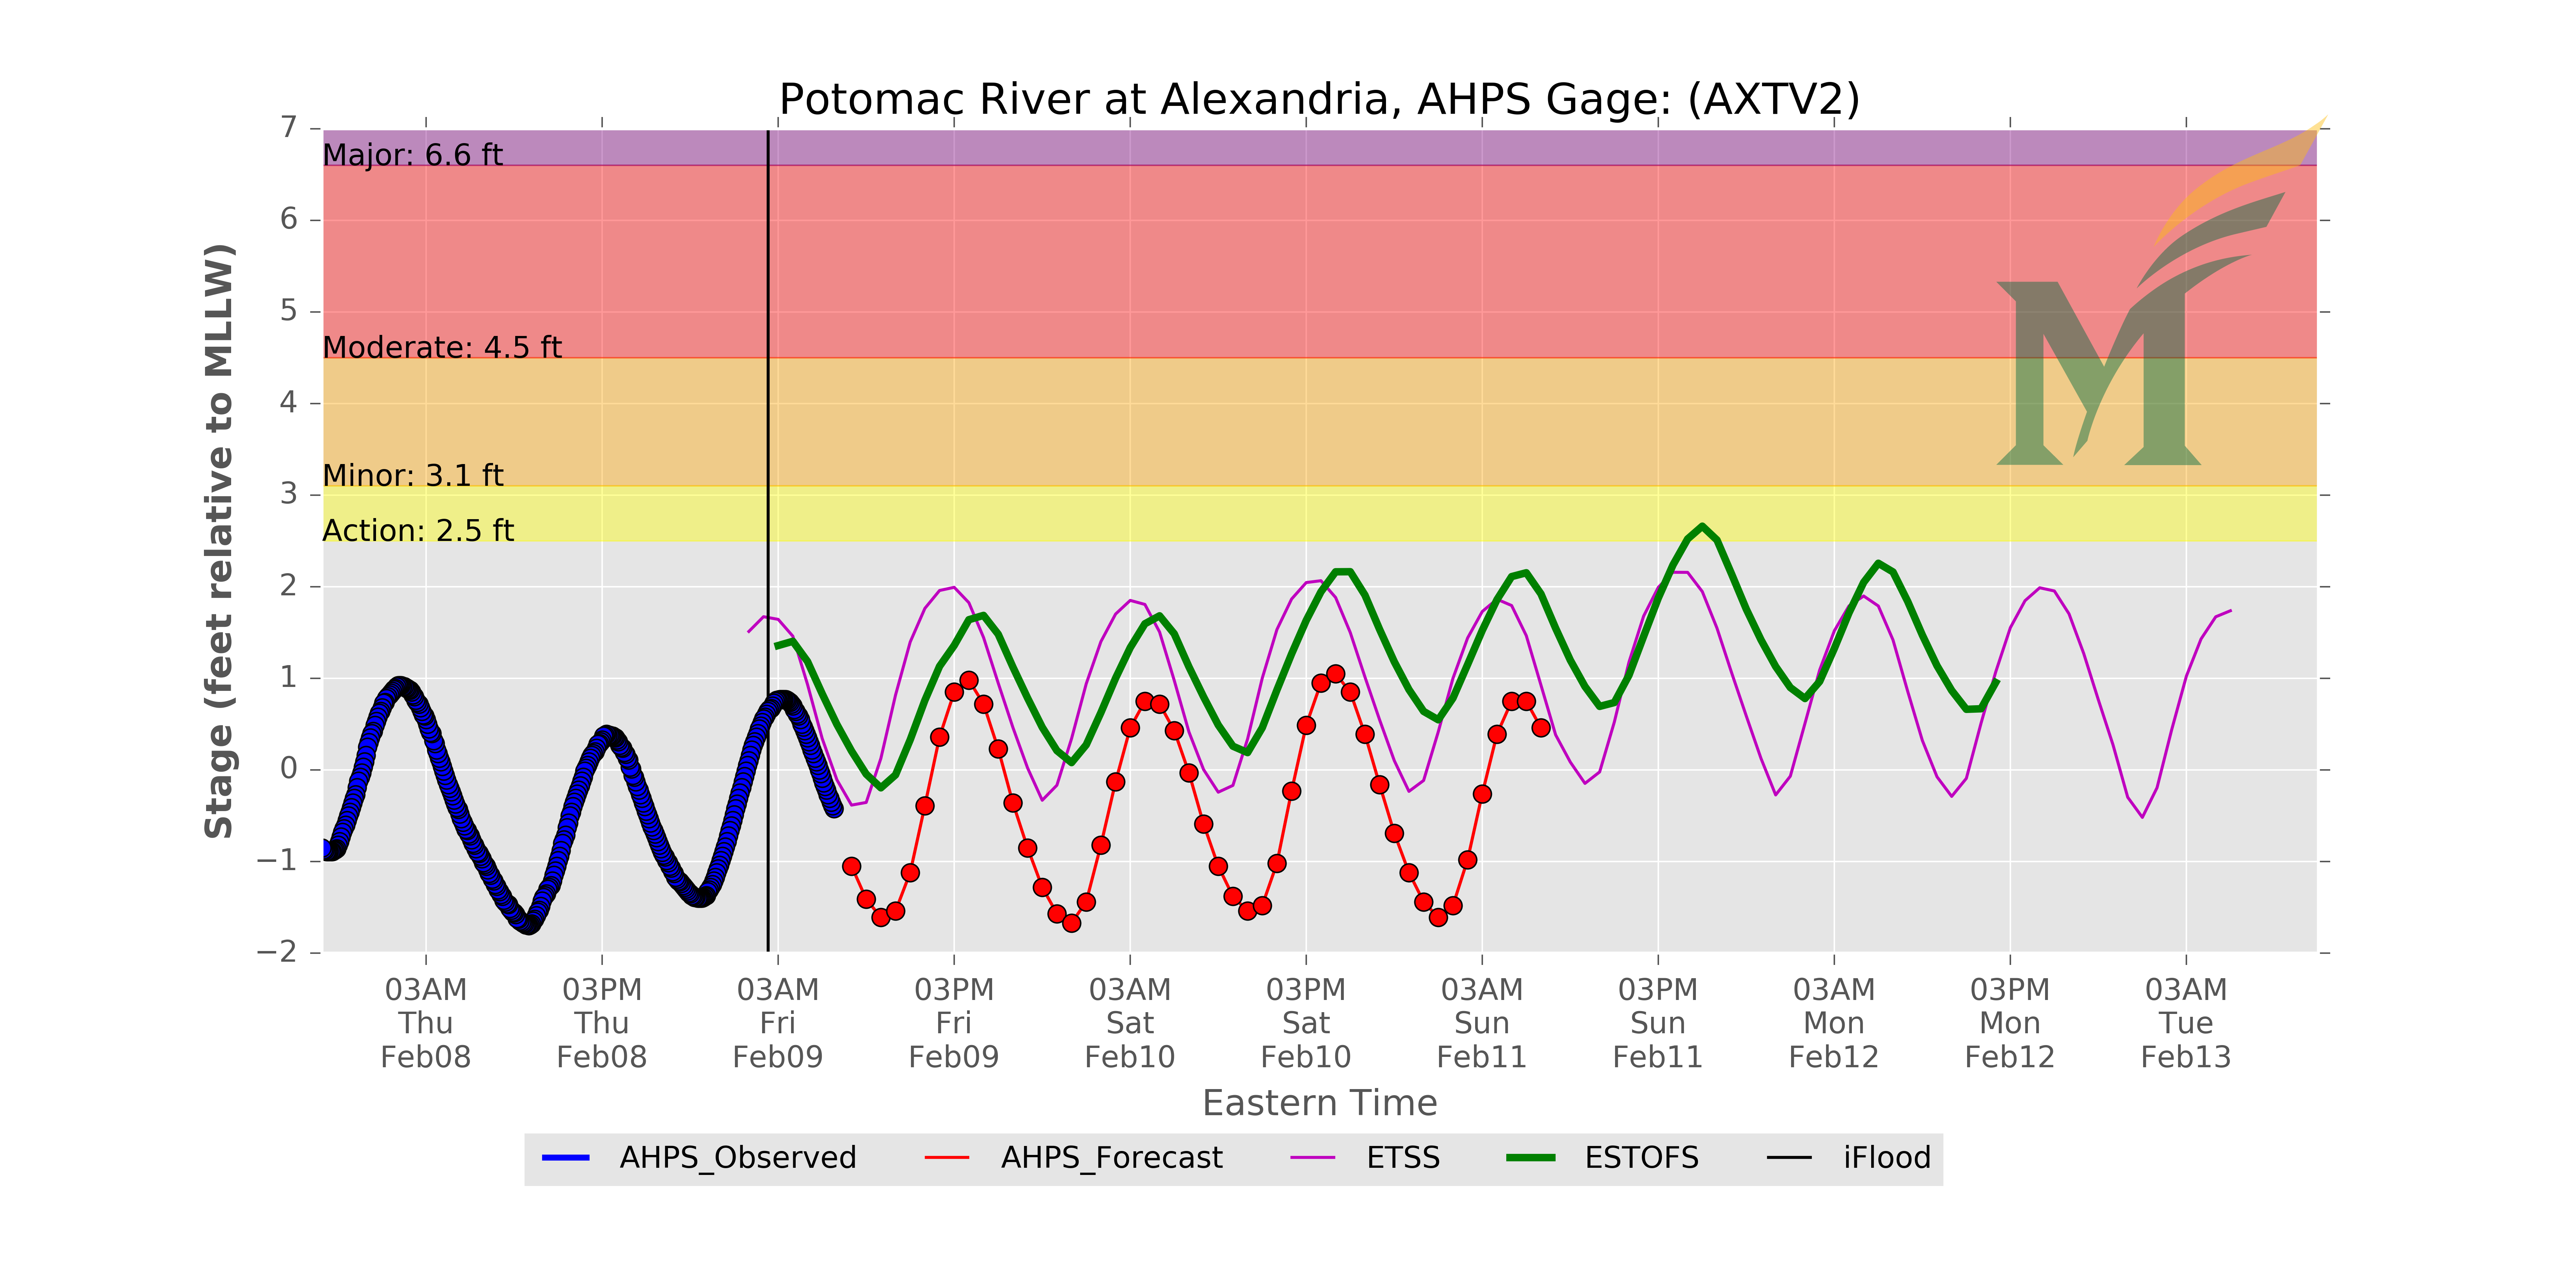 Potomac River at Alexandria, AHPS Gage: (AXTV2)
Stage (feet relative to MLLW)
7
6
5
4
3
2
1
0
−1
−2
Major: 6.6 ft
Moderate: 4.5 ft
Minor: 3.1 ft
Action: 2.5 ft
M
03AM Thu Feb08
03PM Thu Feb08
03AM Fri Feb09
03PM Fri Feb09
03AM Sat Feb10
03PM Sat Feb10
03AM Sun Feb11
03PM Sun Feb11
03AM Mon Feb12
03PM Mon Feb12
03AM Tue Feb13
Eastern Time
AHPS_Observed AHPS_Forecast ETSS ESTOFS iFlood